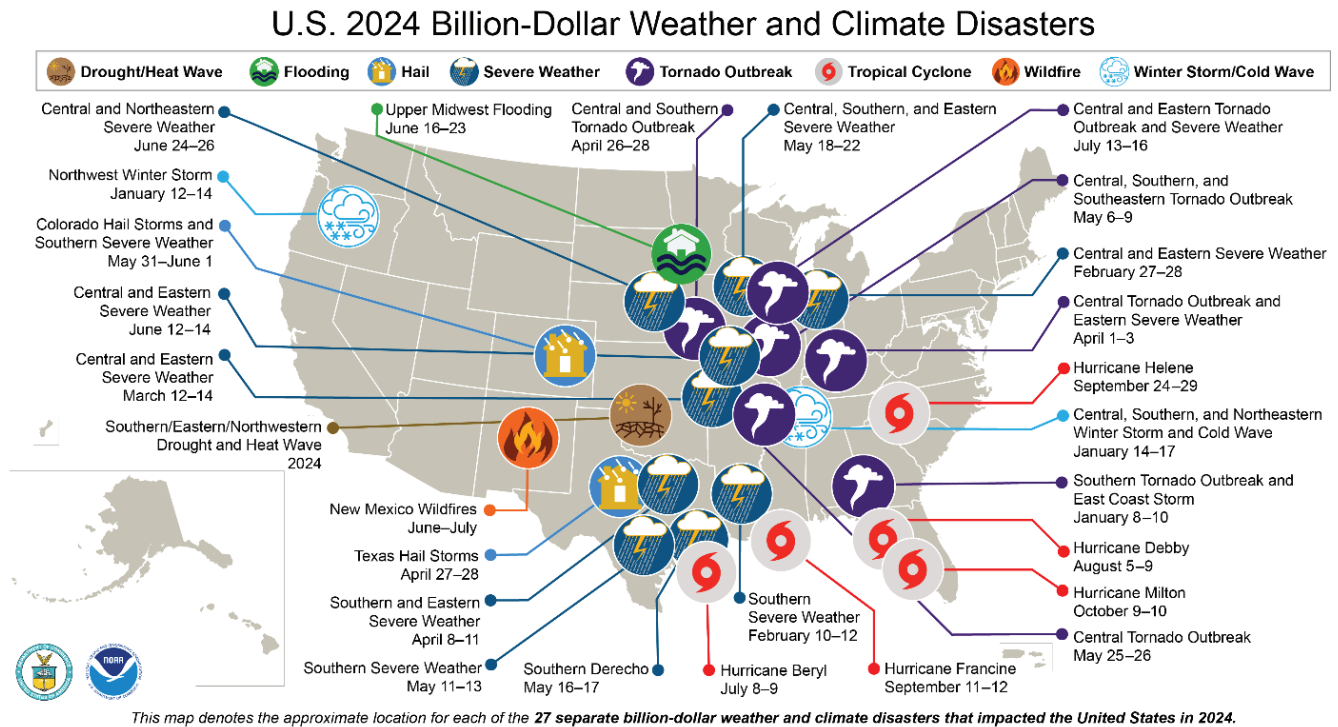 U.S. 2024 Billion-Dollar Weather and Climate Disasters
Drought/Heat Wave
Flooding
Hail
Severe Weather
Tornado Outbreak
Tropical Cyclone
Wildfire
Winter Storm/Cold Wave
Central and Northeastern
Severe Weather
June 24–26
Northwest Winter Storm
January 12–14
Colorado Hail Storms and
Southern Severe Weather
May 31–June 1
Central and Eastern
Severe Weather
June 12–14
Central and Eastern
Severe Weather
March 12–14
Southern/Eastern/Northwestern
Drought and Heat Wave
2024
New Mexico Wildfires
June–July
Texas Hail Storms
April 27–28
Southern and Eastern
Severe Weather
April 8–11
Southern Severe Weather
May 11–13
Upper Midwest Flooding
June 16–23
Central and Southern
Tornado Outbreak
April 26–28
Central, Southern, and Eastern
Severe Weather
May 18–22
Central and Eastern Tornado
Outbreak and Severe Weather
July 13–16
Central, Southern, and
Southeastern Tornado Outbreak
May 6–9
Central and Eastern Severe Weather
February 27–28
Central Tornado Outbreak and
Eastern Severe Weather
April 1–3
Hurricane Helene
September 24–29
Central, Southern, and Northeastern
Winter Storm and Cold Wave
January 14–17
Southern Tornado Outbreak and
East Coast Storm
January 8–10
Hurricane Debby
August 5–9
Hurricane Milton
October 9–10
Central Tornado Outbreak
May 25–26
Southern Derecho
May 16–17
Hurricane Beryl
July 8–9
Southern
Severe Weather
February 10–12
Hurricane Francine
September 11–12
NOAA
This map denotes the approximate location for each of the 27 separate billion-dollar weather and climate disasters that impacted the United States in 2024.